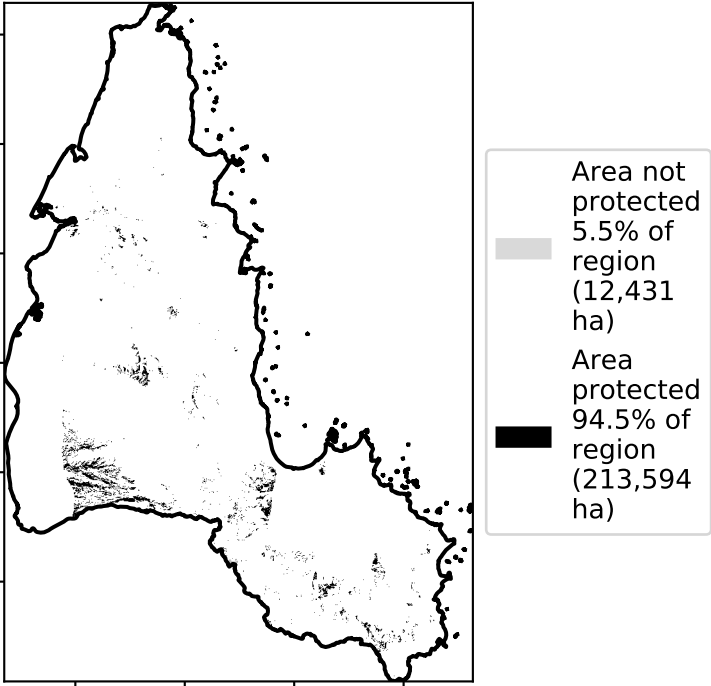 Area not
protected
5.5% of
region
(12,431
ha)
Area
protected
94.5% of
region
(213,594
ha)